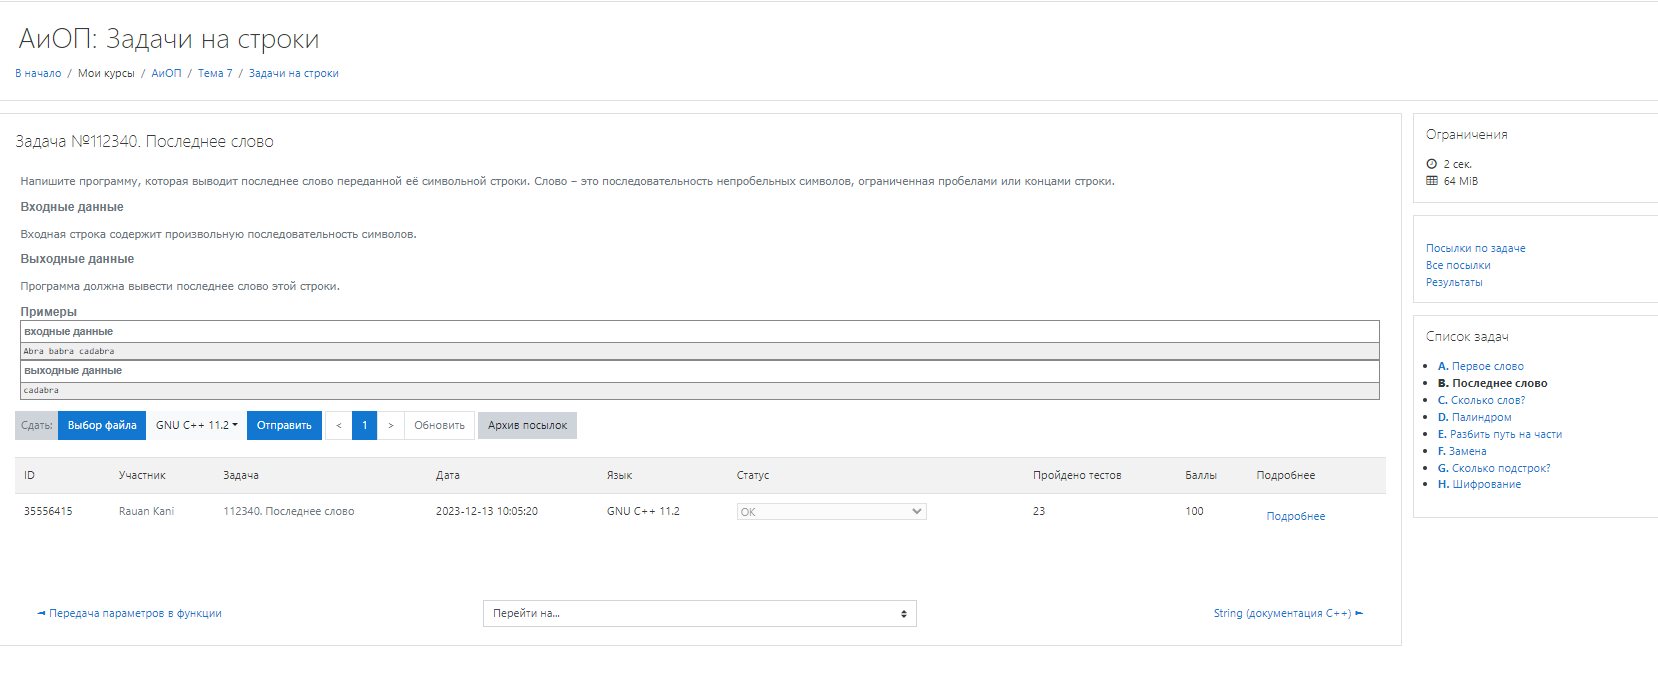 АиОП: Задачи на строки
В начало / Мои курсы / АиОП / Тема 7 / Задачи на строки
Задача №112340. Последнее слово
Напишите программу, которая выводит последнее слово переданной её символьной строки. Слово – это последовательность непробельных символов, ограниченная пробелами или концами строки.
Входные данные
Входная строка содержит произвольную последовательность символов.
Выходные данные
Программа должна вывести последнее слово этой строки.
Примеры
входные данные
Abra babra cadabra
выходные данные
cadabra
Сдать: Выбор файла GNU C++ 11.2 Отправить < 1 > Обновить Архив посылок
ID Участник Задача Дата Язык Статус Пройдено тестов Баллы Подробнее
35556415 Rauan Kani 112340. Последнее слово 2023-12-13 10:05:20 GNU C++ 11.2 OK 23 100 Подробнее
◄ Передача параметров в функции
Перейти на...
String (документация C++) ►
Ограничения
2 сек.
64 MiB
Посылки по задаче
Все посылки
Результаты
Список задач
A. Первое слово
B. Последнее слово
C. Сколько слов?
D. Палиндром
E. Разбить путь на части
F. Замена
G. Сколько подстрок?
H. Шифрование